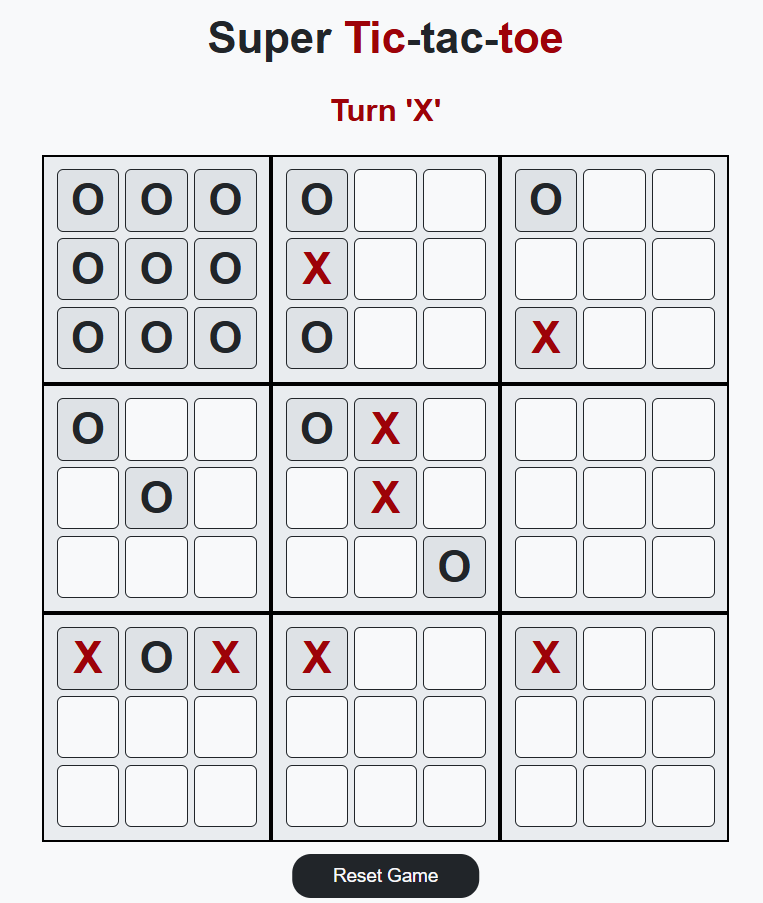 Super Tic-tac-toe
Turn 'X'
O O O O O
O O O X
O O O O X
O O X
O X
O
X O X X X
Reset Game